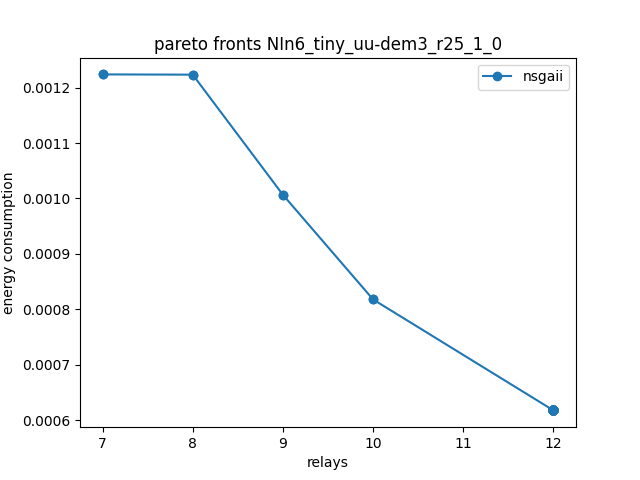 pareto fronts NIn6_tiny_uu-dem3_r25_1_0
nsgaii
energy consumption
0.0012
0.0011
0.0010
0.0009
0.0008
0.0007
0.0006
7 8 9 10 11 12
relays